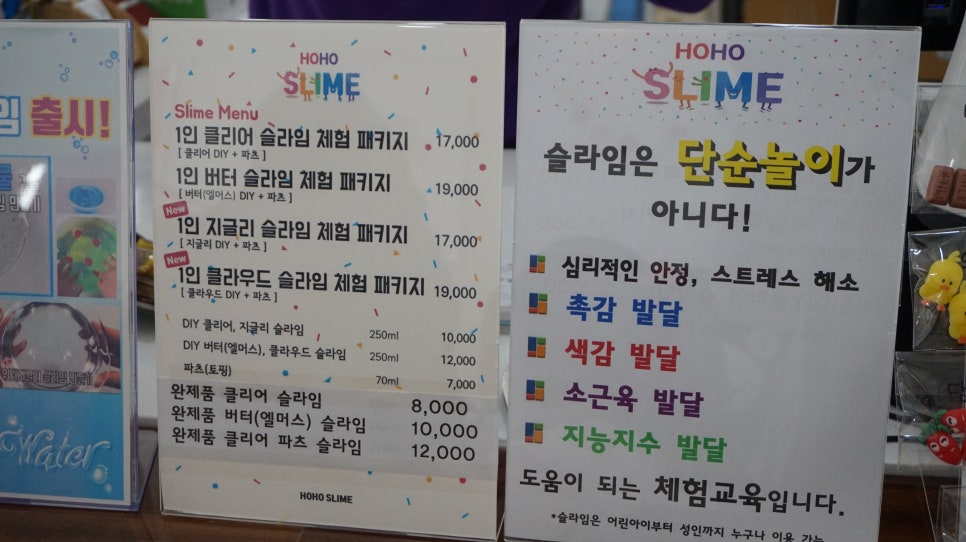 출시!
HOHO
SLIME
Slime Menu
1인 클리어 슬라임 체험 패키지 17,000
[ 클리어 DIY + 파츠 ]
1인 버터 슬라임 체험 패키지 19,000
[ 버터(엘머스) DIY + 파츠 ]
New
1인 지글리 슬라임 체험 패키지 17,000
[ 지글리 DIY + 파츠 ]
New
1인 클라우드 슬라임 체험 패키지 19,000
[ 클라우드 DIY + 파츠 ]
DIY 클리어, 지글리 슬라임 250ml 10,000
DIY 버터(엘머스), 클라우드 슬라임 250ml 12,000
파츠(토핑) 70ml 7,000
완제품 클리어 슬라임 8,000
완제품 버터(엘머스) 슬라임 10,000
완제품 클리어 파츠 슬라임 12,000
HOHO SLIME
HOHO
SLIME
슬라임은 단순놀이가
아니다!
심리적인 안정, 스트레스 해소
촉감 발달
색감 발달
소근육 발달
지능지수 발달
도움이 되는 체험교육입니다.
*슬라임은 어린아이부터 성인까지 누구나 이용 가능
Water